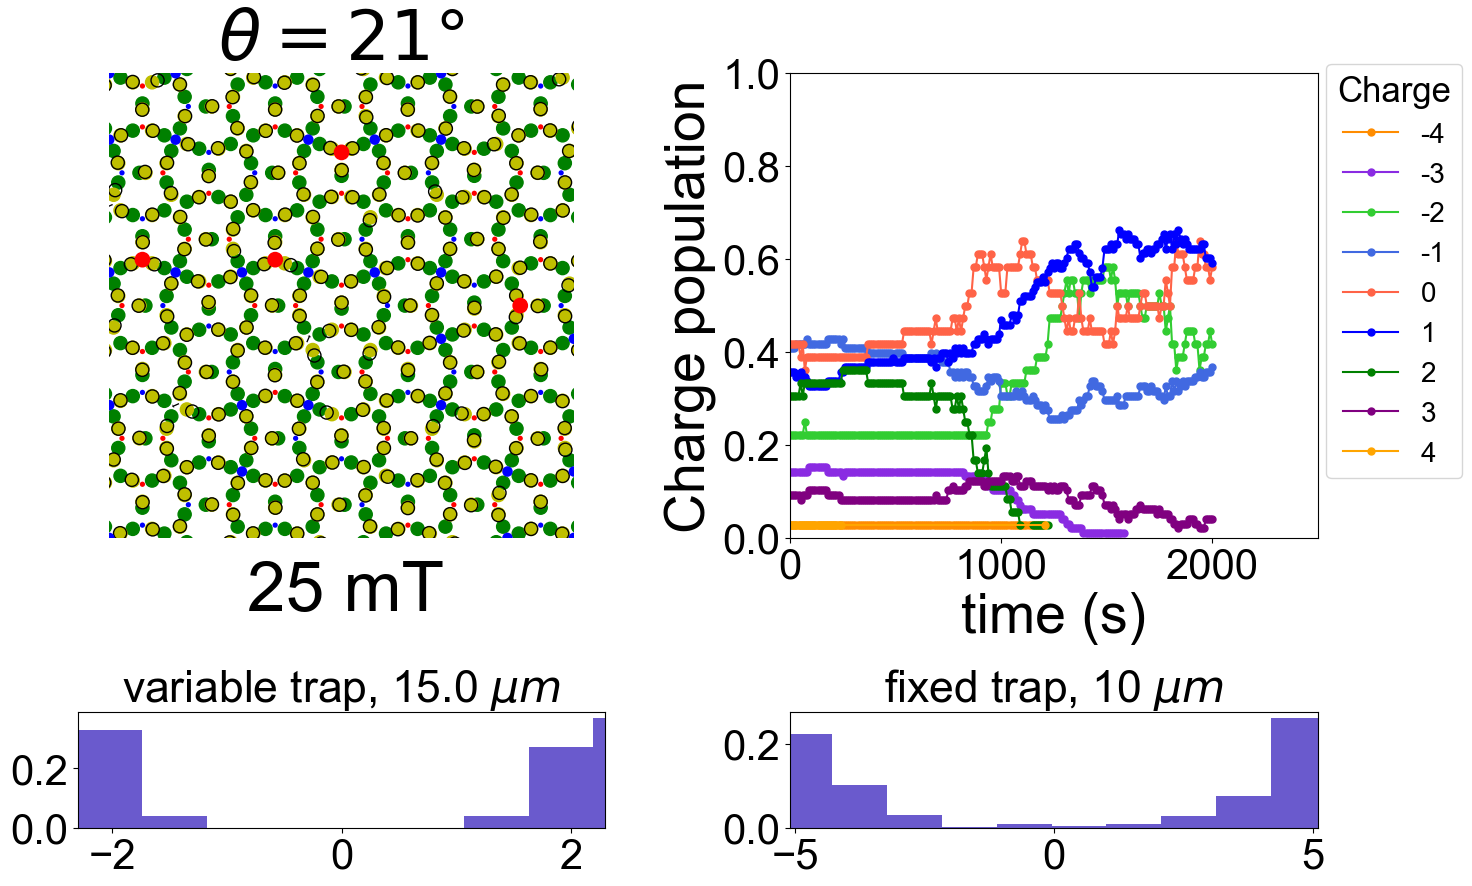 θ = 21°
25 mT
Charge population
1.0
0.8
0.6
0.4
0.2
0.0
0 1000 2000
time (s)
Charge
-4
-3
-2
-1
0
1
2
3
4
variable trap, 15.0 μm
0.2
0.0
−2 0 2
fixed trap, 10 μm
0.2
0.0
−5 0 5